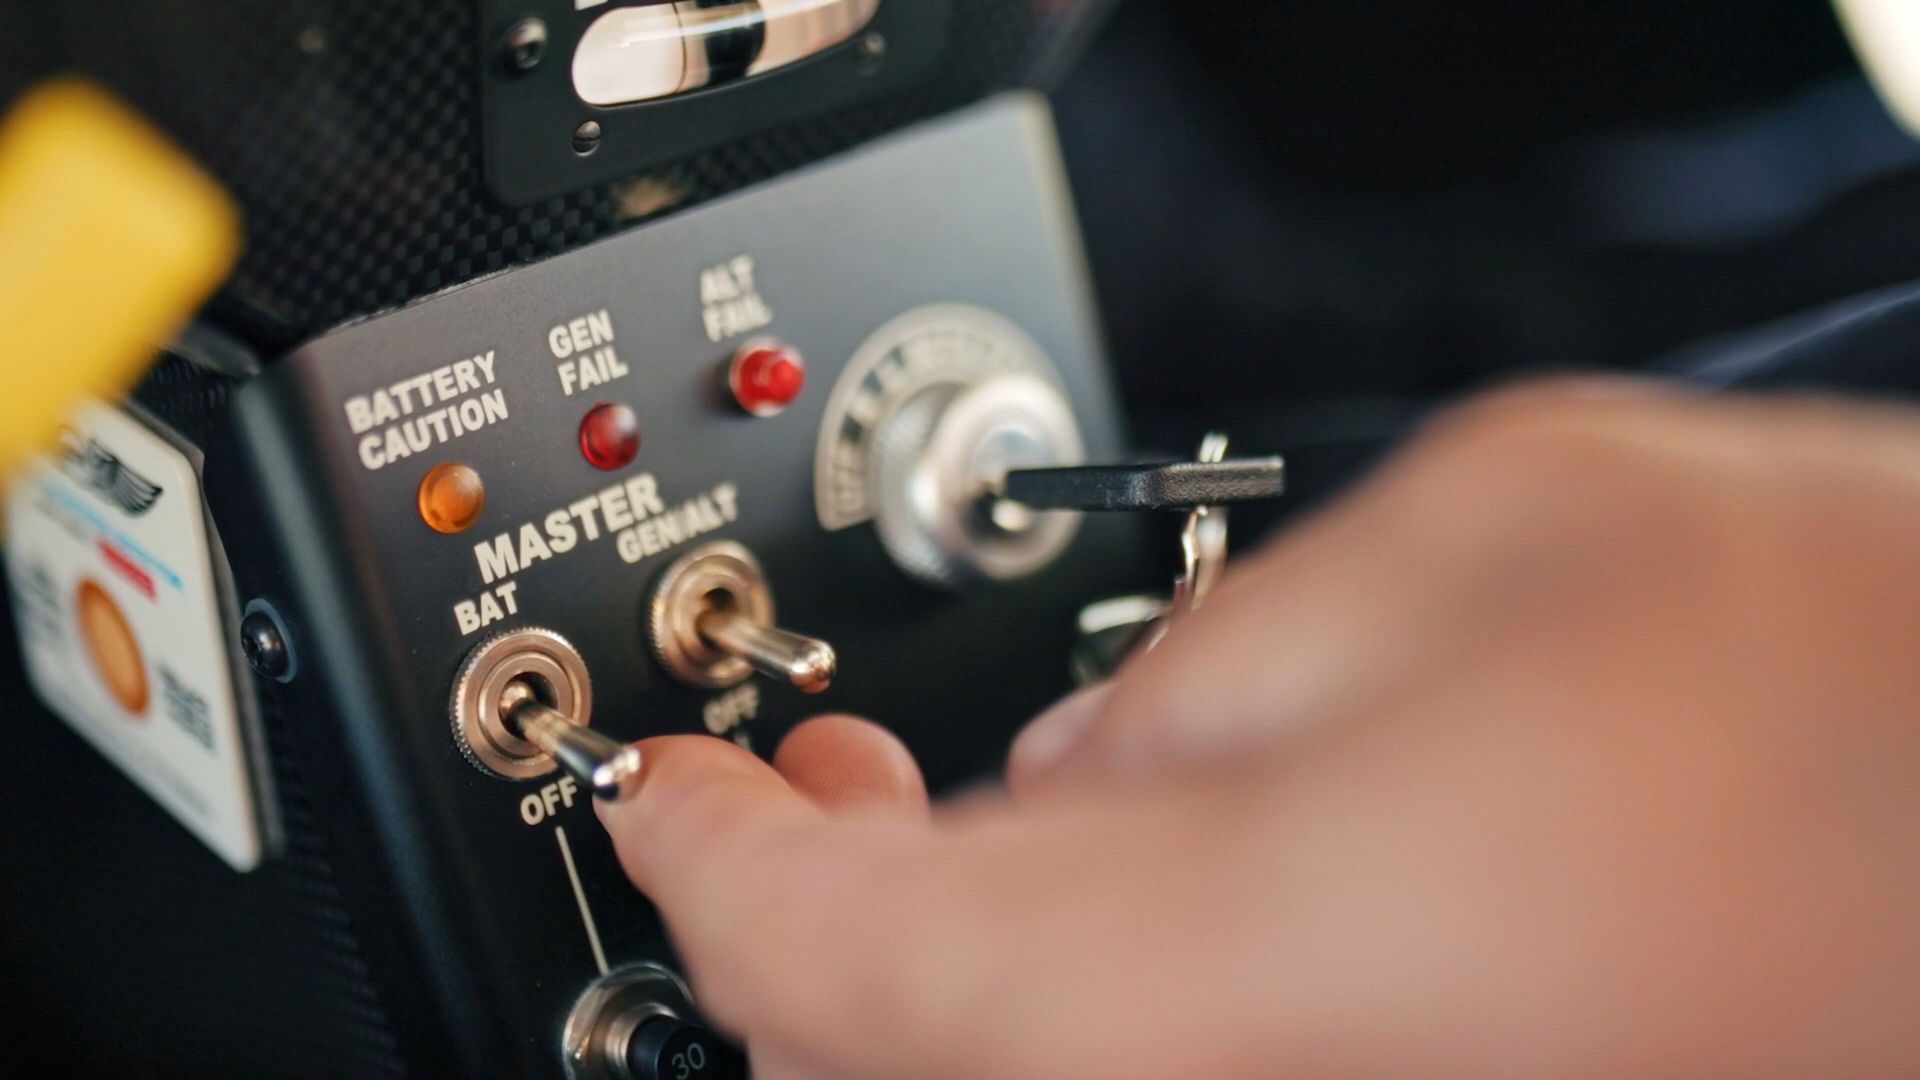 ALT
FAIL
GEN
FAIL
BATTERY
CAUTION
MASTER
GEN/ALT
BAT
OFF
OFF
30